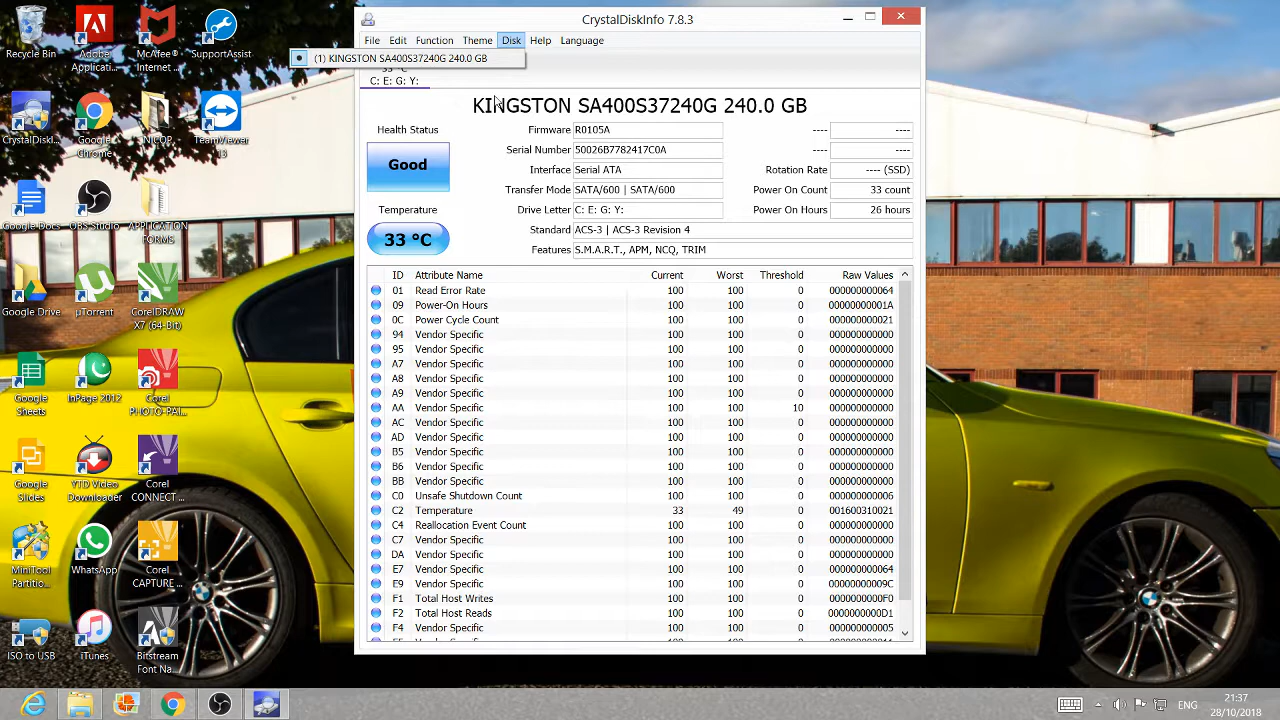 CrystalDiskInfo 7.8.3
File Edit Function Theme Disk Help Language
(1) KINGSTON SA400S37240G 240.0 GB
33 °C
C: E: G: Y:
KINGSTON SA400S37240G 240.0 GB
Health Status
Good
Temperature
33 °C
Firmware R0105A ---- ----
Serial Number 50026B7782417C0A ---- ----
Interface Serial ATA Rotation Rate ---- (SSD)
Transfer Mode SATA/600 | SATA/600 Power On Count 33 count
Drive Letter C: E: G: Y: Power On Hours 26 hours
Standard ACS-3 | ACS-3 Revision 4
Features S.M.A.R.T., APM, NCQ, TRIM
ID Attribute Name Current Worst Threshold Raw Values
01 Read Error Rate 100 100 0 000000000064
09 Power-On Hours 100 100 0 00000000001A
0C Power Cycle Count 100 100 0 000000000021
94 Vendor Specific 100 100 0 000000000000
95 Vendor Specific 100 100 0 000000000000
A7 Vendor Specific 100 100 0 000000000000
A8 Vendor Specific 100 100 0 000000000000
A9 Vendor Specific 100 100 0 000000000000
AA Vendor Specific 100 100 10 000000000002
AC Vendor Specific 100 100 0 000000000000
AD Vendor Specific 100 100 0 000000000000
B5 Vendor Specific 100 100 0 000000000000
B6 Vendor Specific 100 100 0 000000000000
BB Vendor Specific 100 100 0 000000000000
C0 Unsafe Shutdown Count 100 100 0 000000000006
C2 Temperature 33 49 0 001600310021
C4 Reallocation Event Count 100 100 0 000000000000
C7 Vendor Specific 100 100 0 000000000000
DA Vendor Specific 100 100 0 000000000000
E7 Vendor Specific 100 100 0 000000000064
E9 Vendor Specific 100 100 0 00000000009C
F1 Total Host Writes 100 100 0 0000000000F0
F2 Total Host Reads 100 100 0 0000000000D1
F4 Vendor Specific 100 100 0 000000000005
Recycle Bin
Adobe Applicati...
McAfee® Internet ...
SupportAssist
CrystalDiskI...
Google Chrome
NICOP
TeamViewer 13
Google Docs
OBS Studio
APPLICATION FORMS
Google Drive
µTorrent
CorelDRAW X7 (64-Bit)
Google Sheets
InPage 2012
Corel PHOTO-PAI...
Google Slides
YTD Video Downloader
Corel CONNECT ...
MiniTool Partitio...
WhatsApp
Corel CAPTURE ...
ISO to USB
iTunes
Bitstream Font Na...
ENG
21:37
28/10/2018